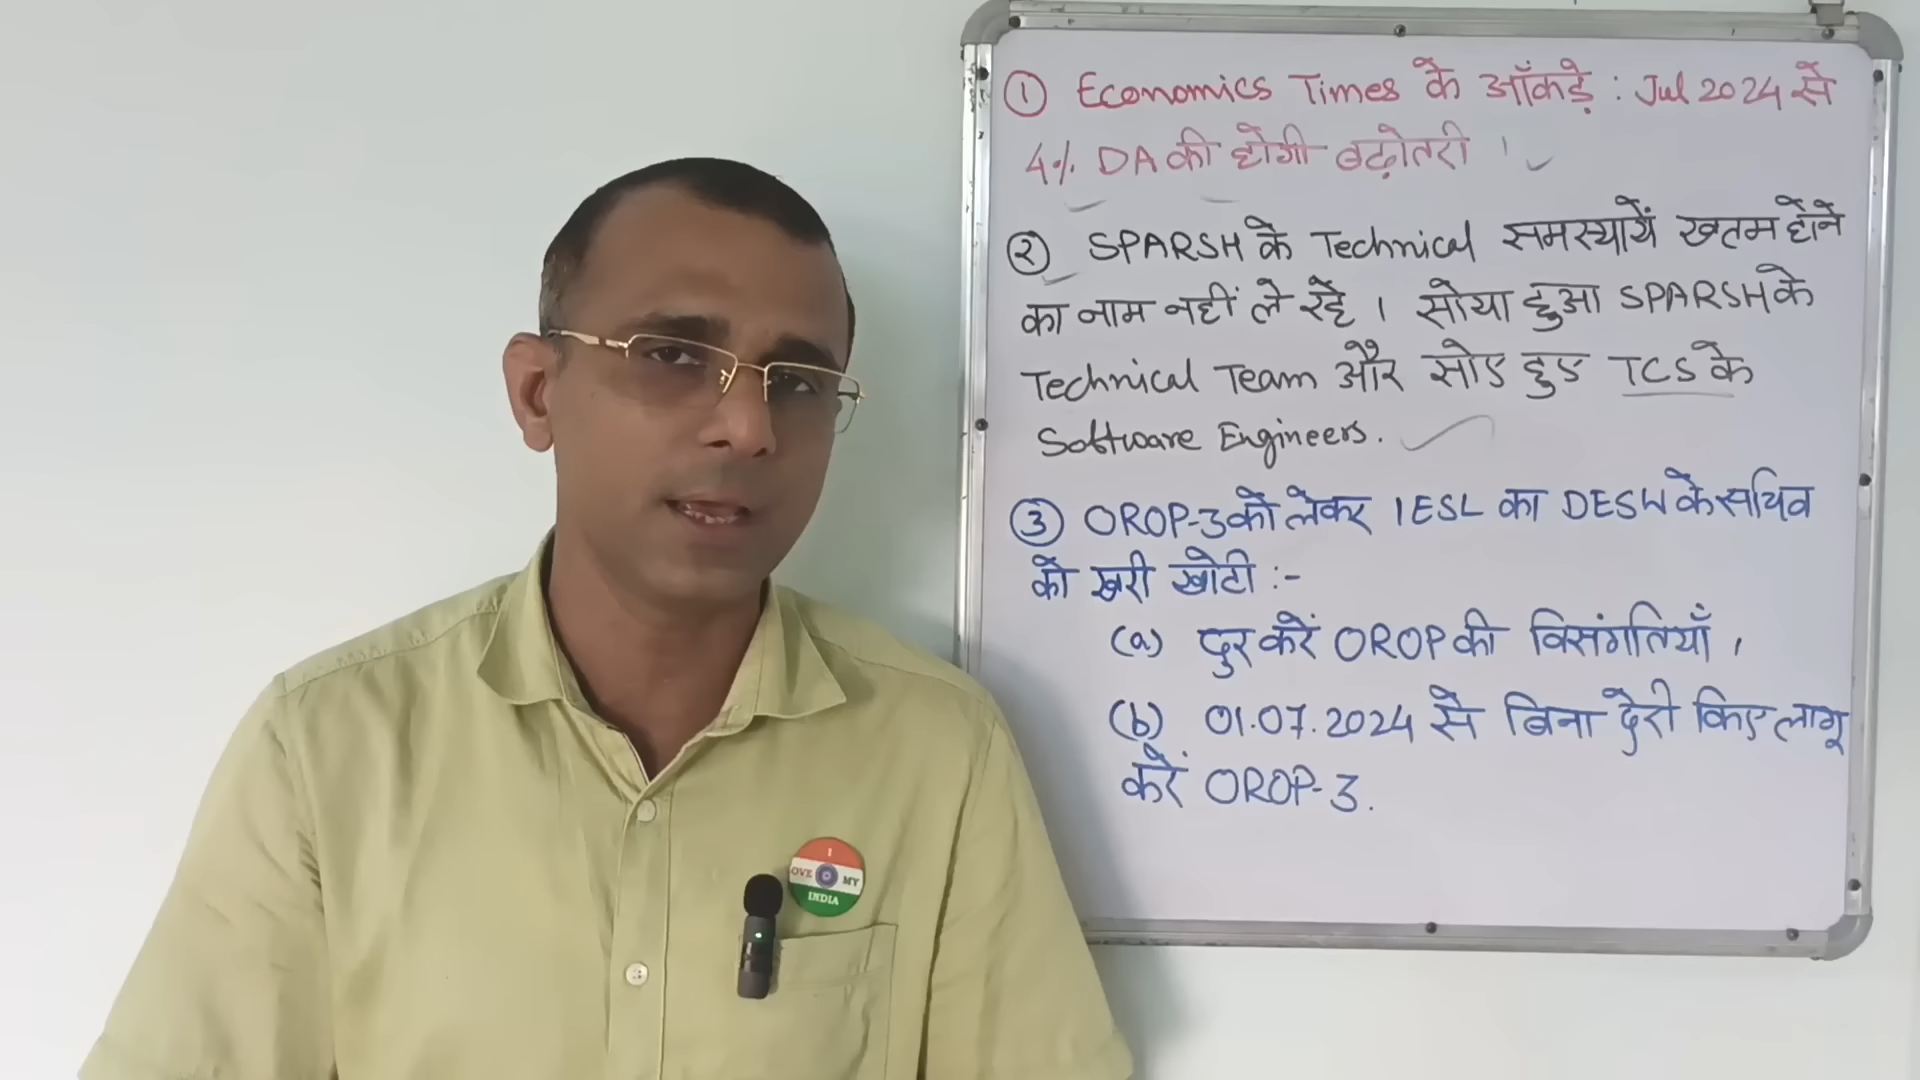 ① Economics Times के आँकड़े : Jul 2024 से
4% DA की होगी बढ़ोतरी ।
② SPARSH के Technical समस्यायें खतम होने
का नाम नहीं ले रहे । सोया हुआ SPARSH के
Technical Team और सोए हुए TCS के
Software Engineers.
③ OROP-3 को लेकर IESL का DESW के सचिव
को खरी खोटी :-
(a) दुर करें OROP की विसंगतियाँ ।
(b) 01.07.2024 से बिना देरी किए लागू
करें OROP-3.
I
OVE MY
INDIA